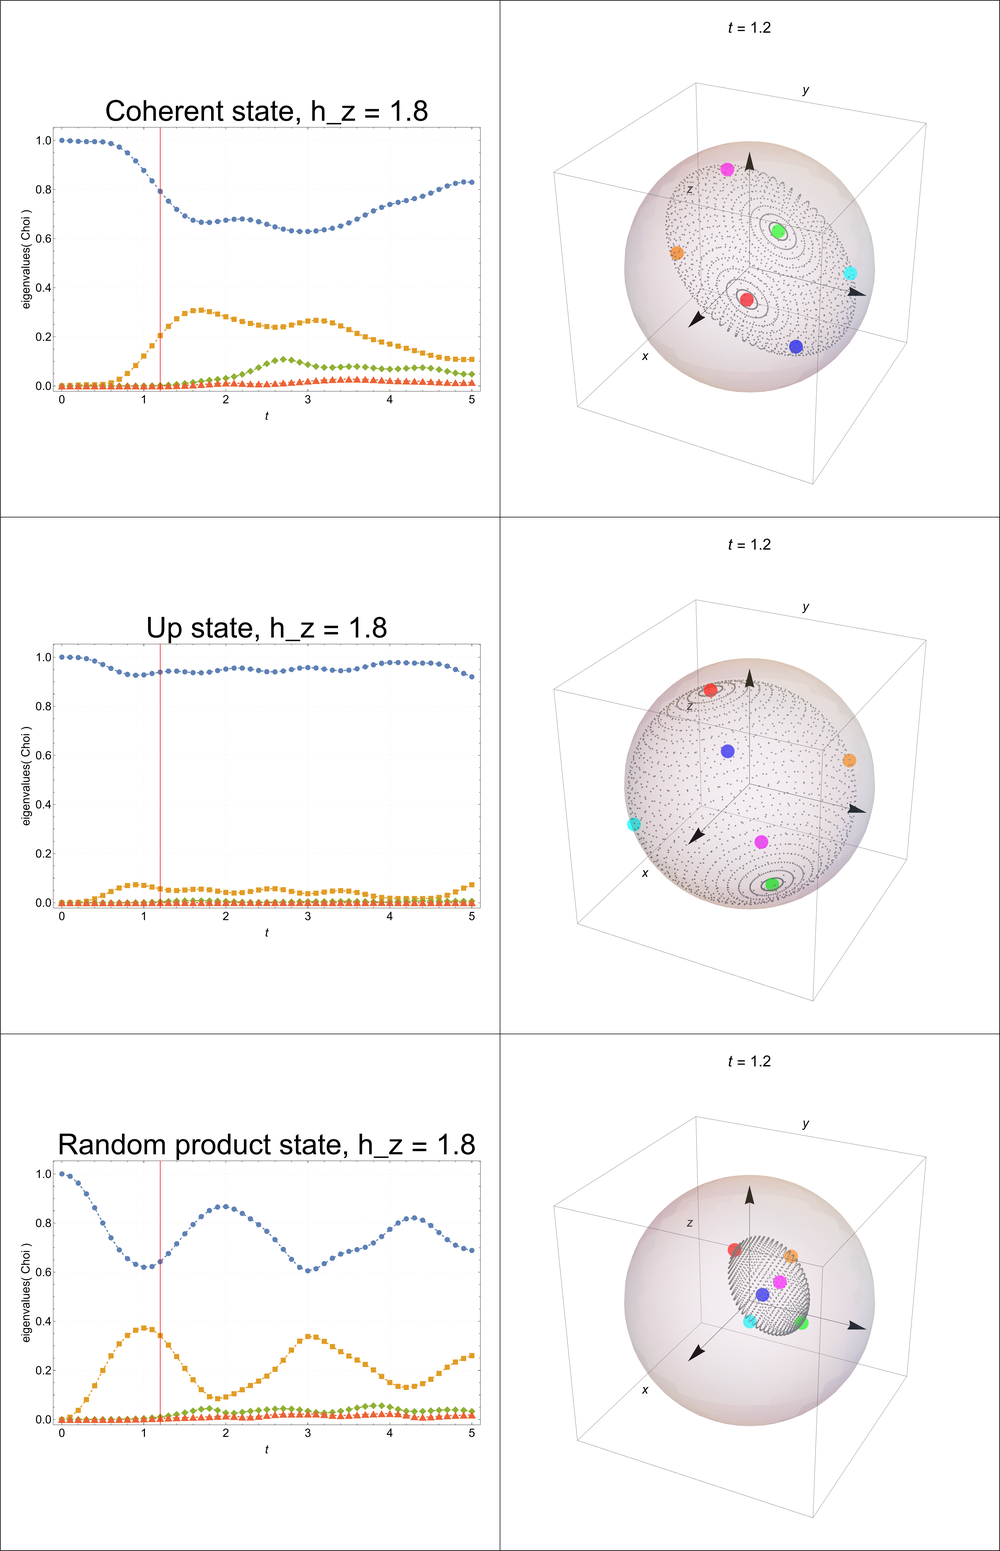 t = 1.2
y
z
x
Coherent state, h_z = 1.8
eigenvalues( Choi )
1.0
0.8
0.6
0.4
0.2
0.0
0 1 2 3 4 5
t
t = 1.2
y
z
x
Up state, h_z = 1.8
eigenvalues( Choi )
1.0
0.8
0.6
0.4
0.2
0.0
0 1 2 3 4 5
t
t = 1.2
y
z
x
Random product state, h_z = 1.8
eigenvalues( Choi )
1.0
0.8
0.6
0.4
0.2
0.0
0 1 2 3 4 5
t